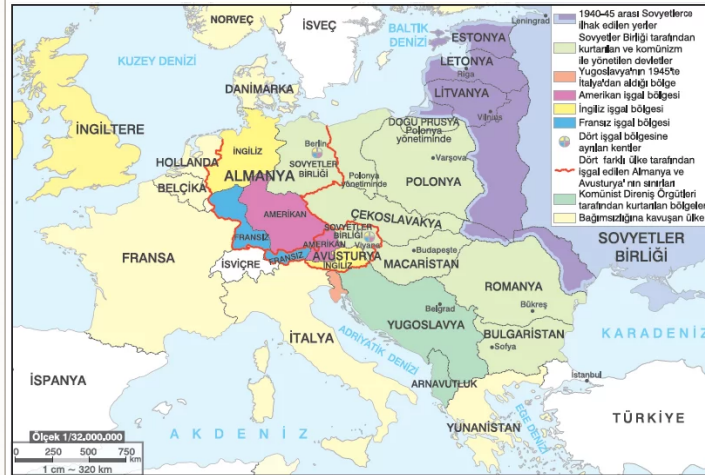 NORVEÇ
İSVEÇ
BALTIK
DENİZİ
Leningrad
ESTONYA
LETONYA
Riga
LİTVANYA
Vilnius
KUZEY DENİZİ
DANİMARKA
İNGİLTERE
HOLLANDA
BELÇİKA
İNGİLİZ
ALMANYA
Berlin
SOVYETLER
BİRLİĞİ
DOĞU PRUSYA
Polonya
yönetiminde
Varşova
Polonya
yönetiminde
POLONYA
AMERİKAN
FRANSIZ
ÇEKOSLAVAKYA
SOVYETLER
BİRLİĞİ
Viyana
AMERİKAN
AVUSTURYA
İNGİLİZ
FRANSIZ
İSVİÇRE
FRANSA
Budapeşte
MACARİSTAN
SOVYETLER
BİRLİĞİ
ROMANYA
Bükreş
Belgrad
YUGOSLAVYA
BULGARİSTAN
Sofya
KARADENİZ
İTALYA
ADRİYATİK DENİZİ
ARNAVUTLUK
İstanbul
İSPANYA
YUNANİSTAN
EGE DENİZİ
TÜRKİYE
AKDENİZ
Ölçek 1/32.000.000
0 250 500 750
km
1 cm ~ 320 km
1940-45 arası Sovyetlerce
ilhak edilen yerler
Sovyetler Birliği tarafından
kurtarılan ve komünizm
ile yönetilen devletler
Yugoslavya'nın 1945'te
İtalya'dan aldığı bölge
Amerikan işgal bölgesi
İngiliz işgal bölgesi
Fransız işgal bölgesi
Dört işgal bölgesine
ayrılan kentler
Dört farklı ülke tarafından
işgal edilen Almanya ve
Avusturya'nın sınırları
Komünist Direniş Örgütleri
tarafından kurtarılan bölgeler
Bağımsızlığına kavuşan ülke